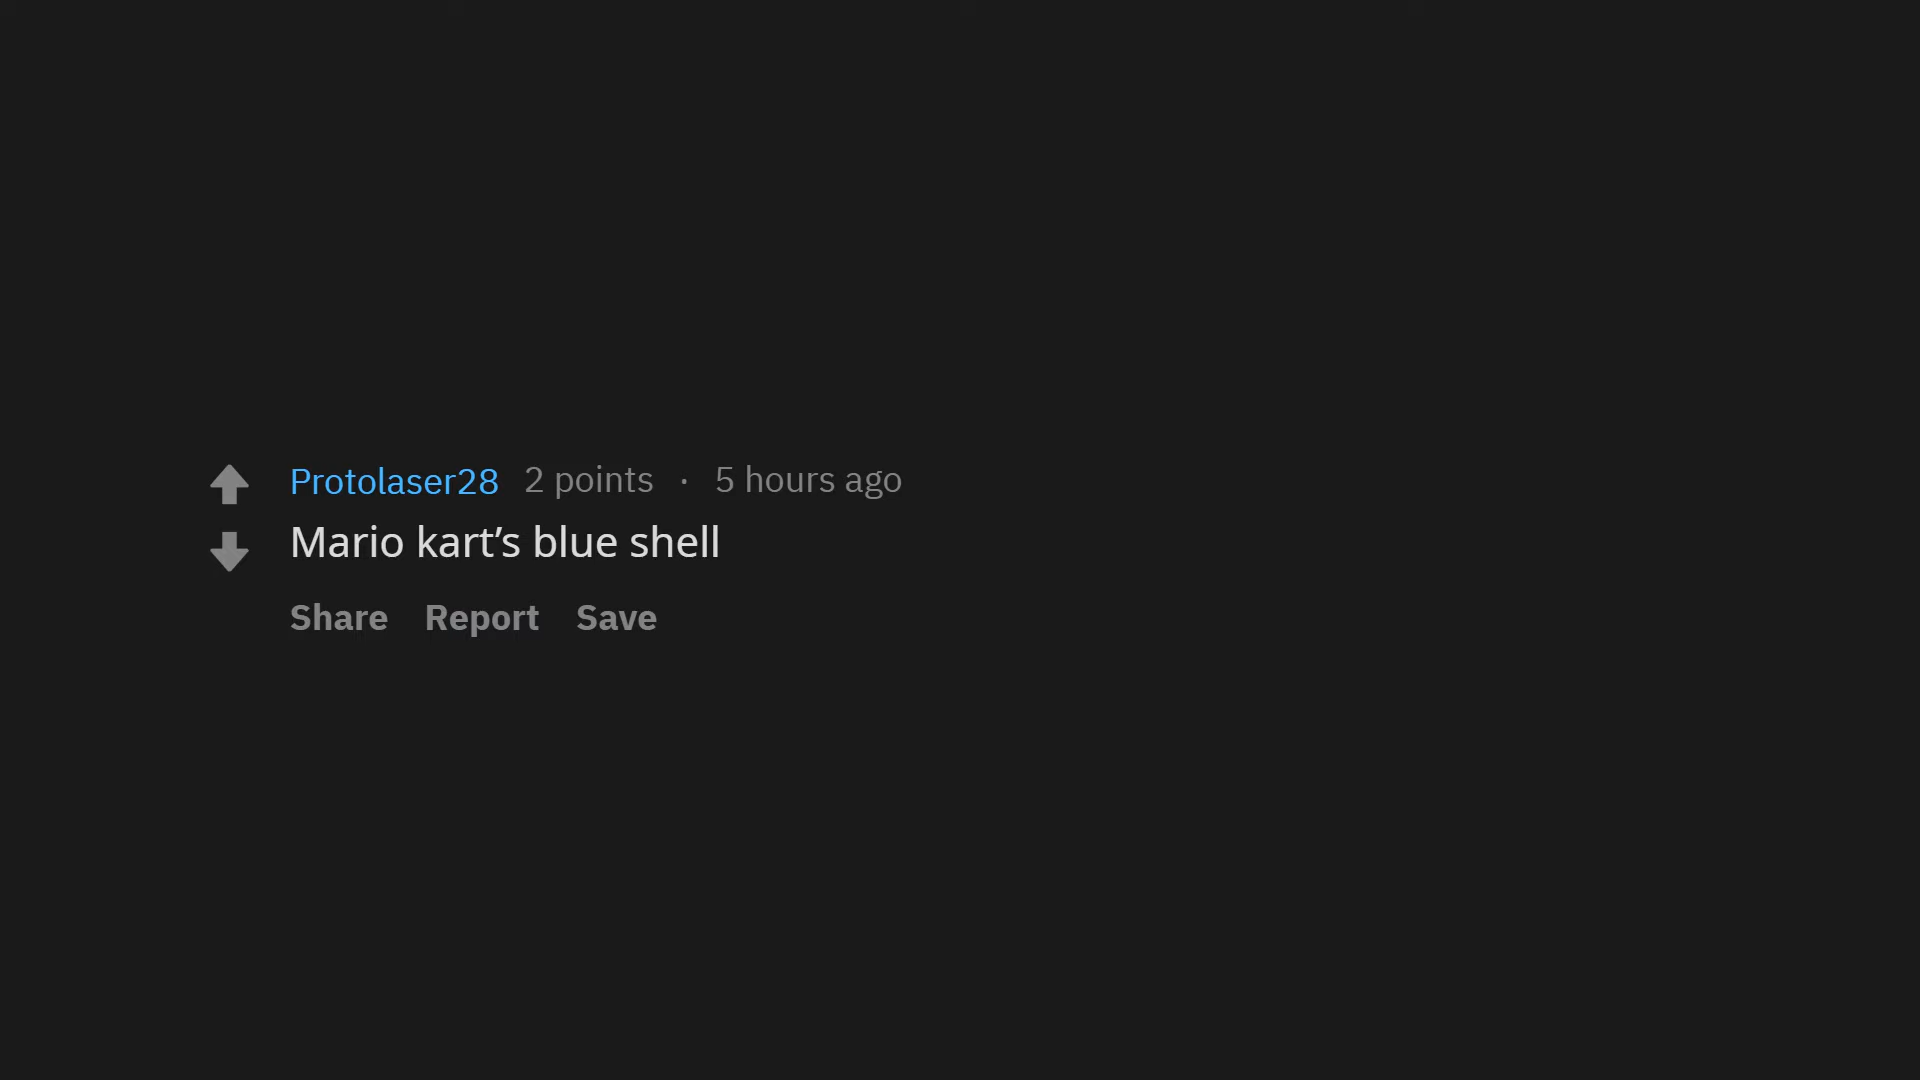 Protolaser28 2 points · 5 hours ago
Mario kart’s blue shell
Share Report Save